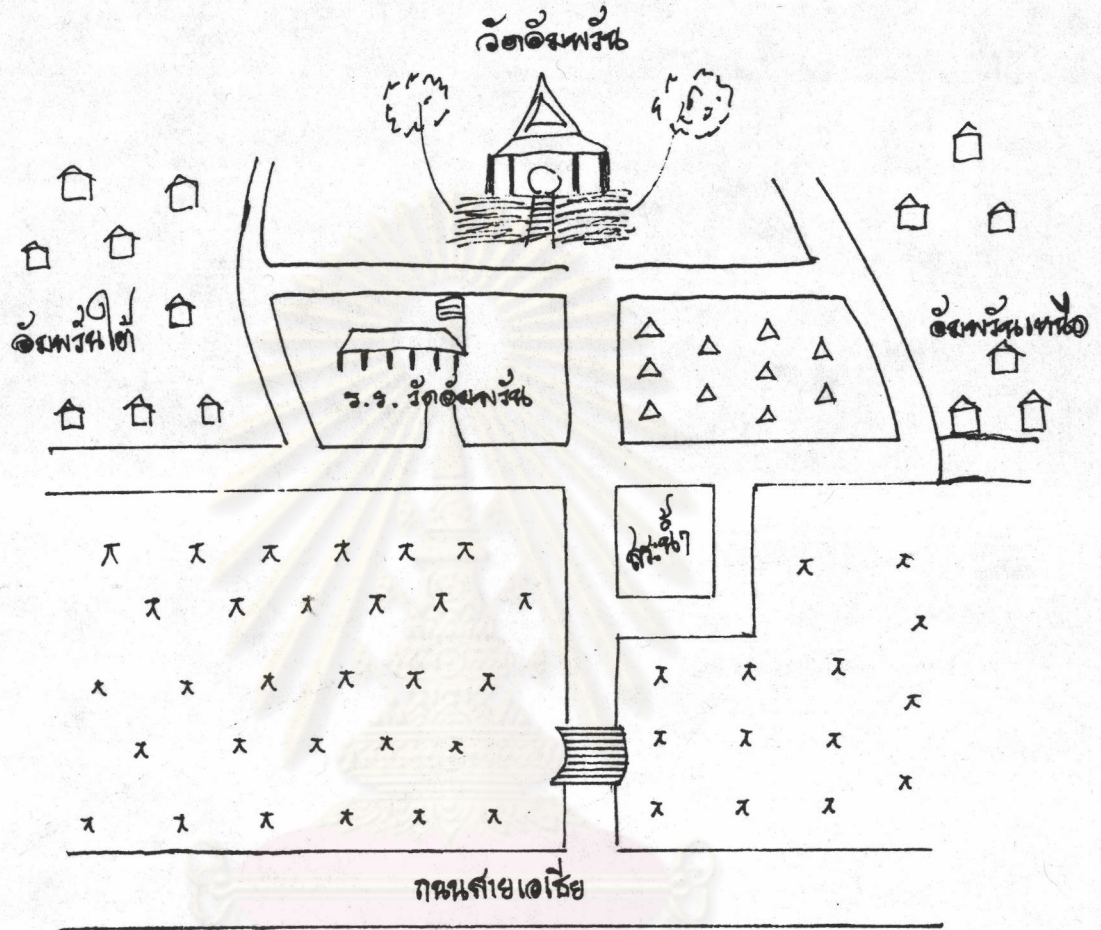 วัดอัมพวัน
อัมพวันใต้
อัมพวันเหนือ
ร.ร. วัดอัมพวัน
สระน้ำ
ถนนสายเอเซีย